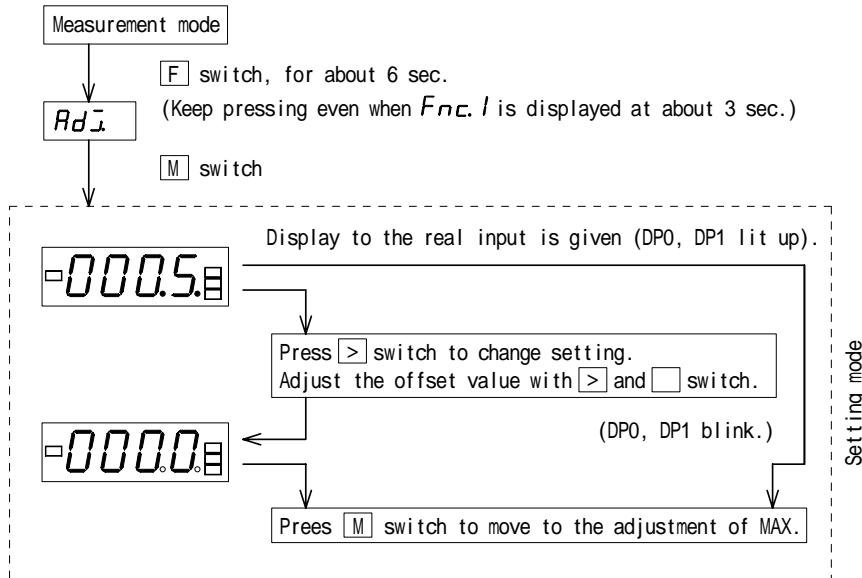 Measurement mode
F switch, for about 6 sec.
(Keep pressing even when Fnc. 1 is displayed at about 3 sec.)
Adj.
M switch
Display to the real input is given (DP0, DP1 lit up).
-000.5.
Press > switch to change setting.
Adjust the offset value with > and switch.
(DP0, DP1 blink.)
-000.0.
Prees M switch to move to the adjustment of MAX.
Setting mode